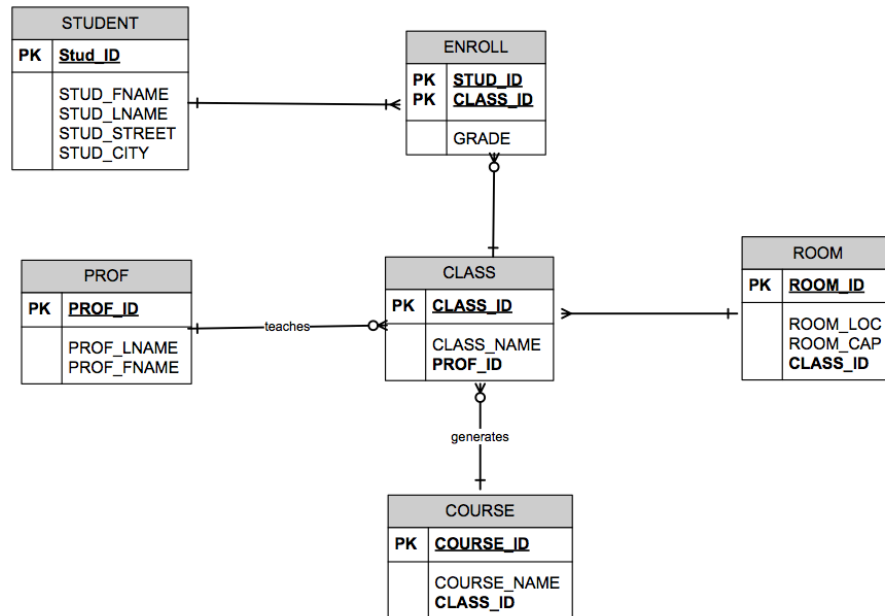 STUDENT
PK Stud_ID
STUD_FNAME
STUD_LNAME
STUD_STREET
STUD_CITY
ENROLL
PK STUD_ID
PK CLASS_ID
GRADE
PROF
PK PROF_ID
PROF_LNAME
PROF_FNAME
teaches
CLASS
PK CLASS_ID
CLASS_NAME
PROF_ID
ROOM
PK ROOM_ID
ROOM_LOC
ROOM_CAP
CLASS_ID
generates
COURSE
PK COURSE_ID
COURSE_NAME
CLASS_ID